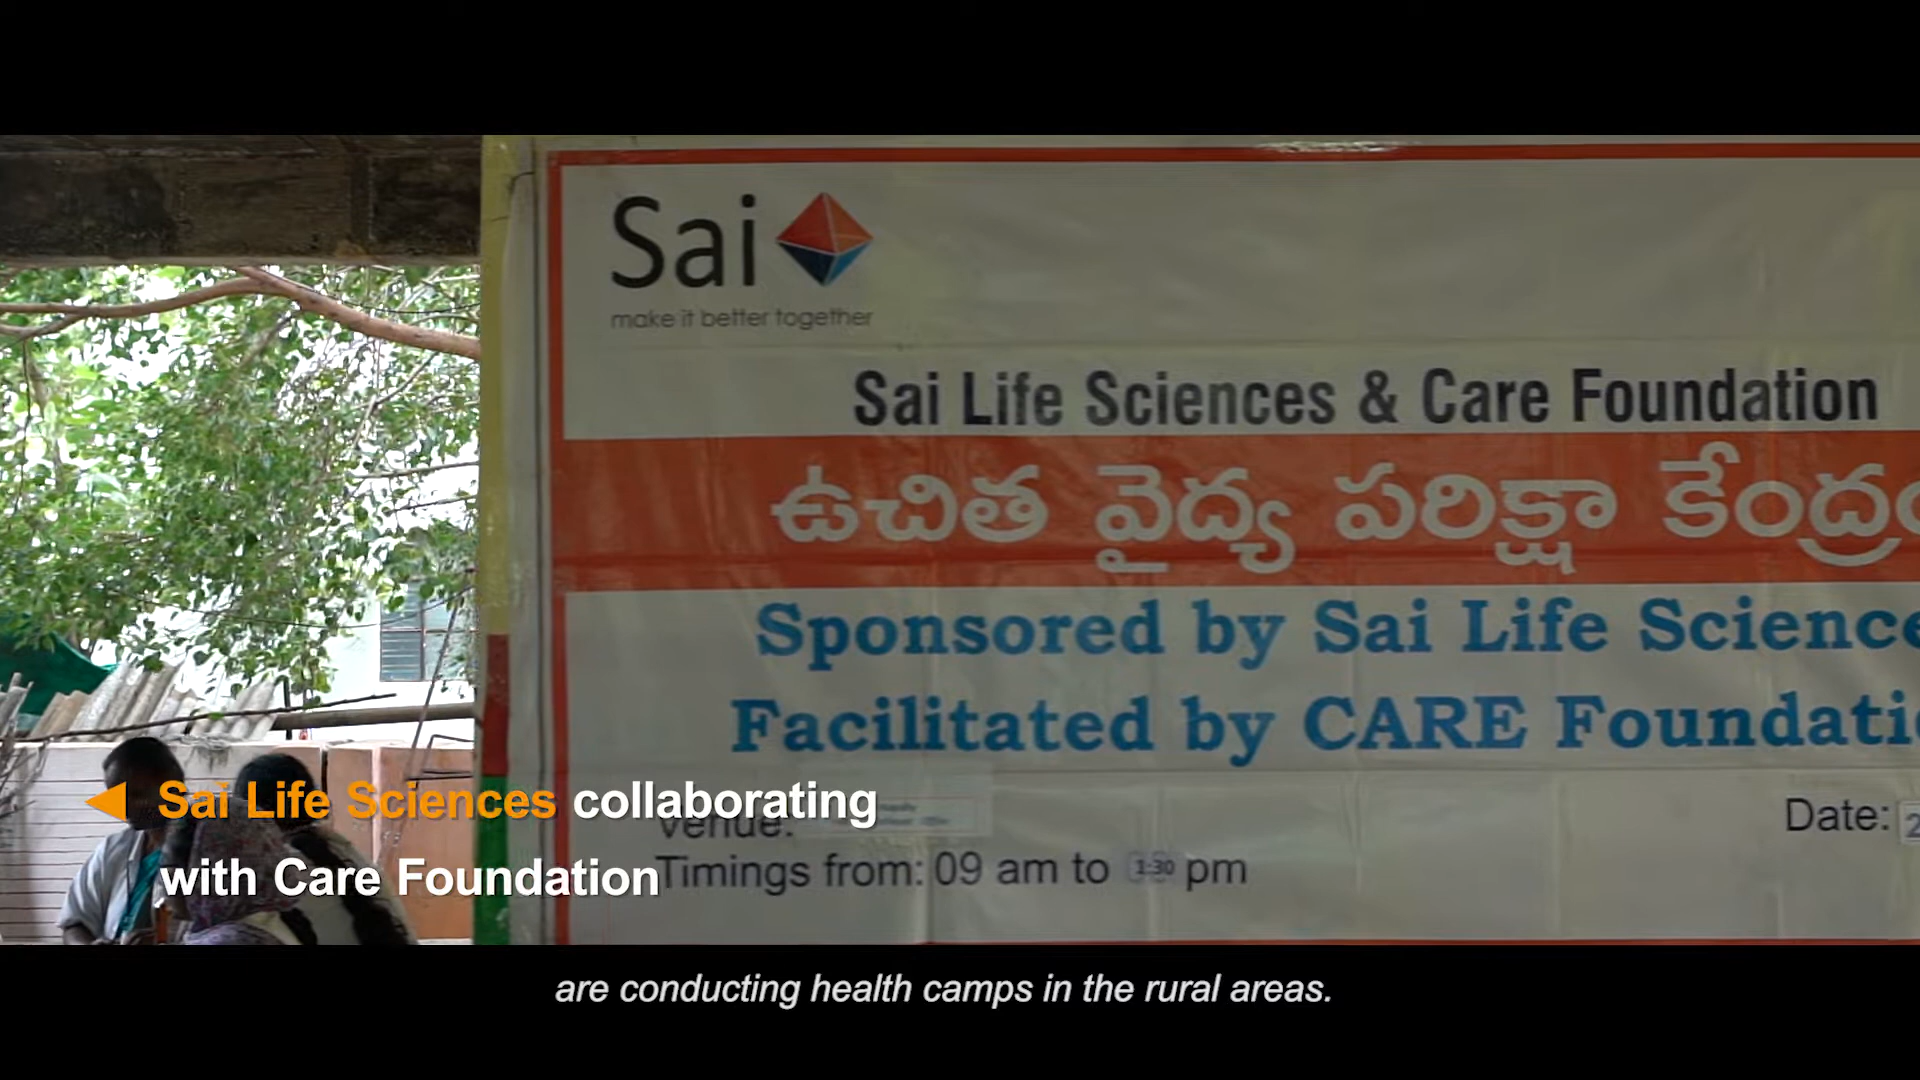 Sai
make it better together
Sai Life Sciences & Care Foundation
ఉచిత వైద్య పరిక్షా కేంద్రం
Sponsored by Sai Life Science
Facilitated by CARE Foundati
Venue:
Date: 2
Timings from: 09 am to 1:30 pm
Sai Life Sciences collaborating
with Care Foundation
are conducting health camps in the rural areas.